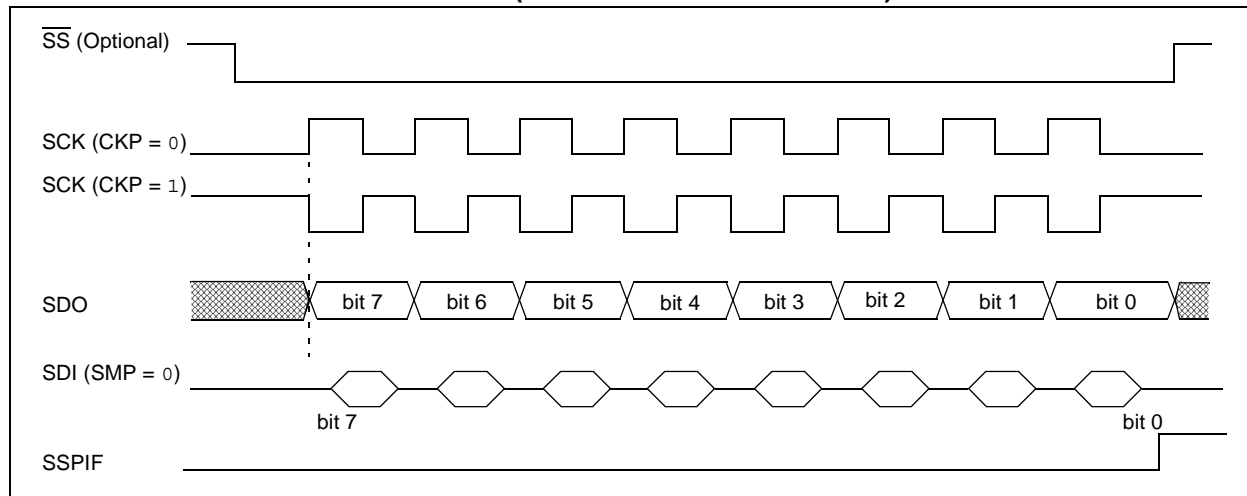 SS (Optional)
SCK (CKP = 0)
SCK (CKP = 1)
SDO
bit 7 bit 6 bit 5 bit 4 bit 3 bit 2 bit 1 bit 0
SDI (SMP = 0)
bit 7 bit 0
SSPIF